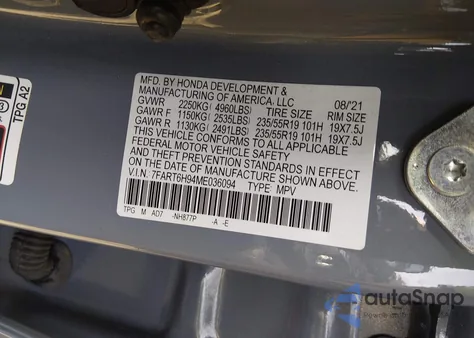 MFD. BY HONDA DEVELOPMENT &
MANUFACTURING OF AMERICA, LLC 08/'21
GVWR 2250KG( 4960LBS) TIRE SIZE RIM SIZE
GAWR F 1150KG( 2535LBS) 235/55R19 101H 19X7.5J
GAWR R 1130KG( 2491LBS) 235/55R19 101H 19X7.5J
THIS VEHICLE CONFORMS TO ALL APPLICABLE
FEDERAL MOTOR VEHICLE SAFETY AND
THEFT PREVENTION STANDARDS IN EFFECT
ON THE DATE OF MANUFACTURE SHOWN ABOVE.
V.I.N. 7FART6H94ME036094 TYPE MPV
TPG M AD7 -NH877P -A -E
TPG A2
autoSnap